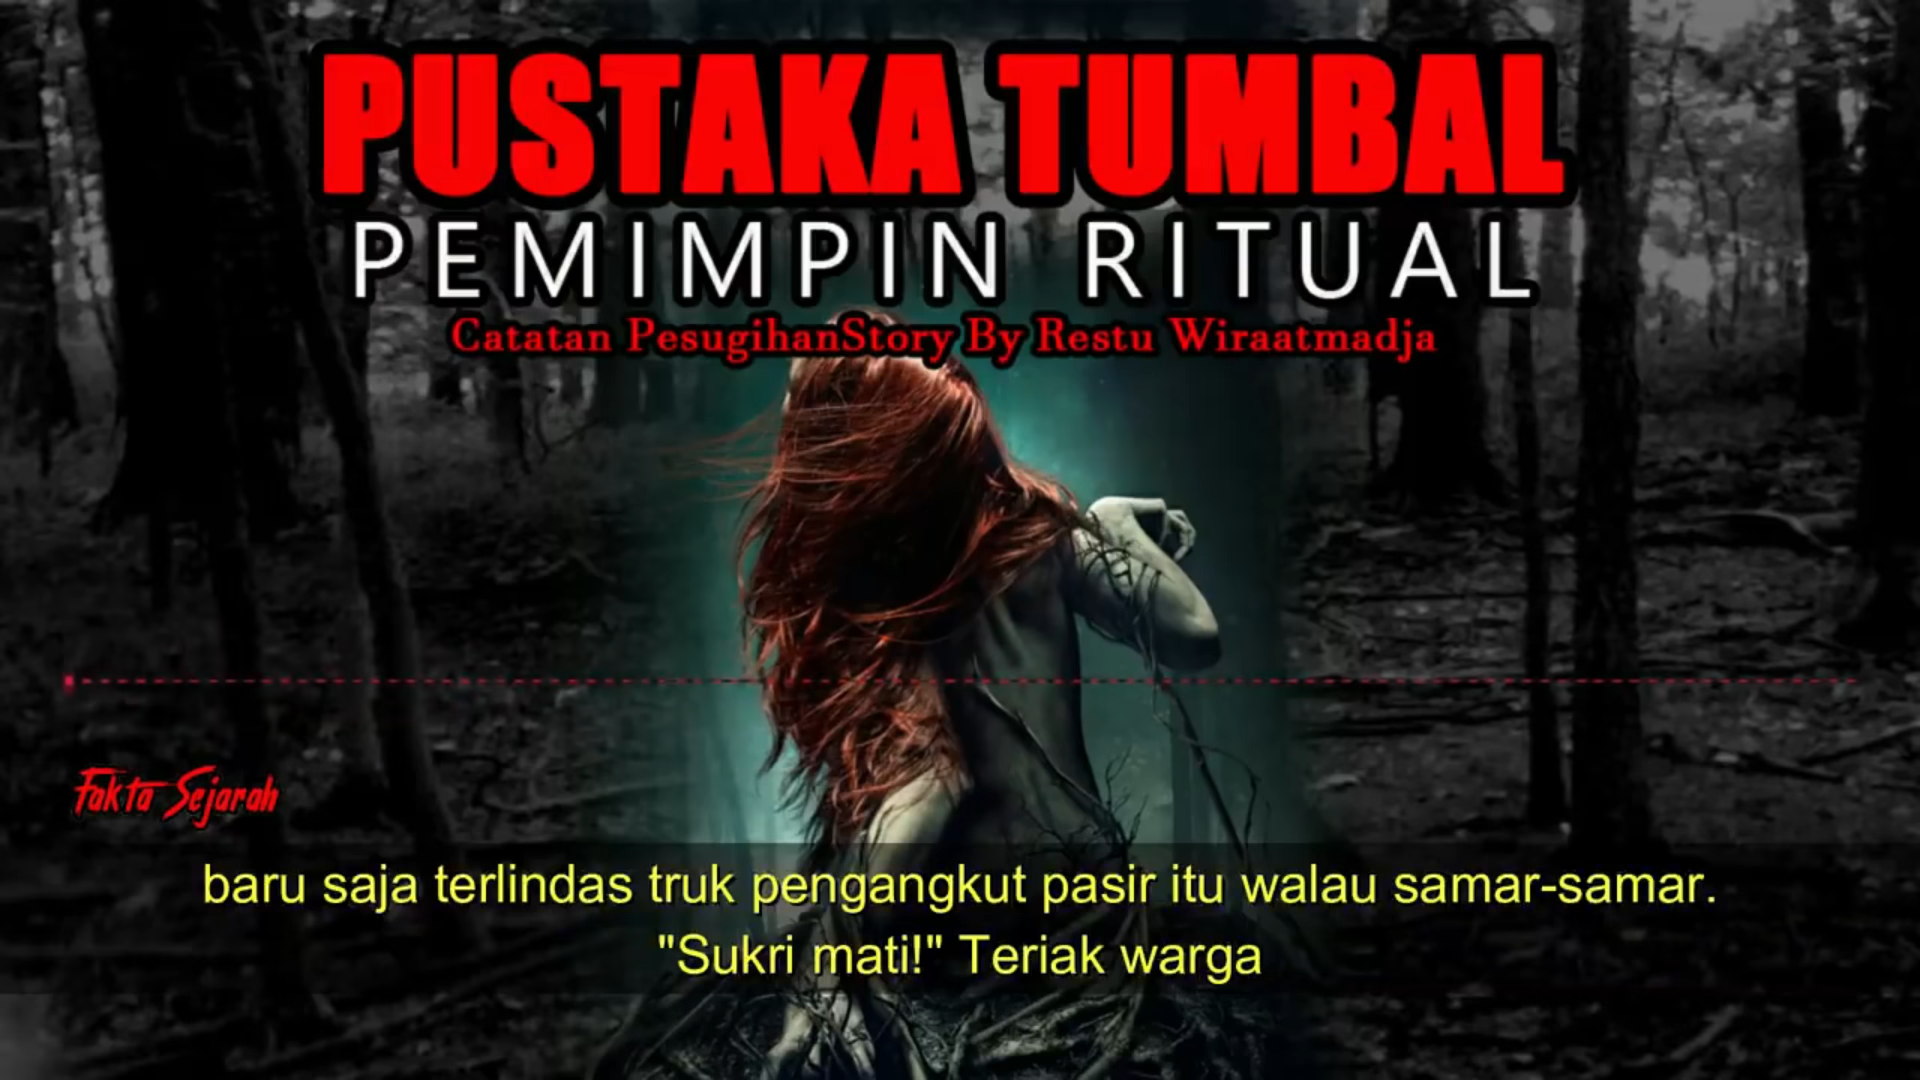 PUSTAKA TUMBAL
PEMIMPIN RITUAL
Catatan PesugihanStory By Restu Wiraatmadja
Fakta Sejarah
baru saja terlindas truk pengangkut pasir itu walau samar-samar.
"Sukri mati!" Teriak warga